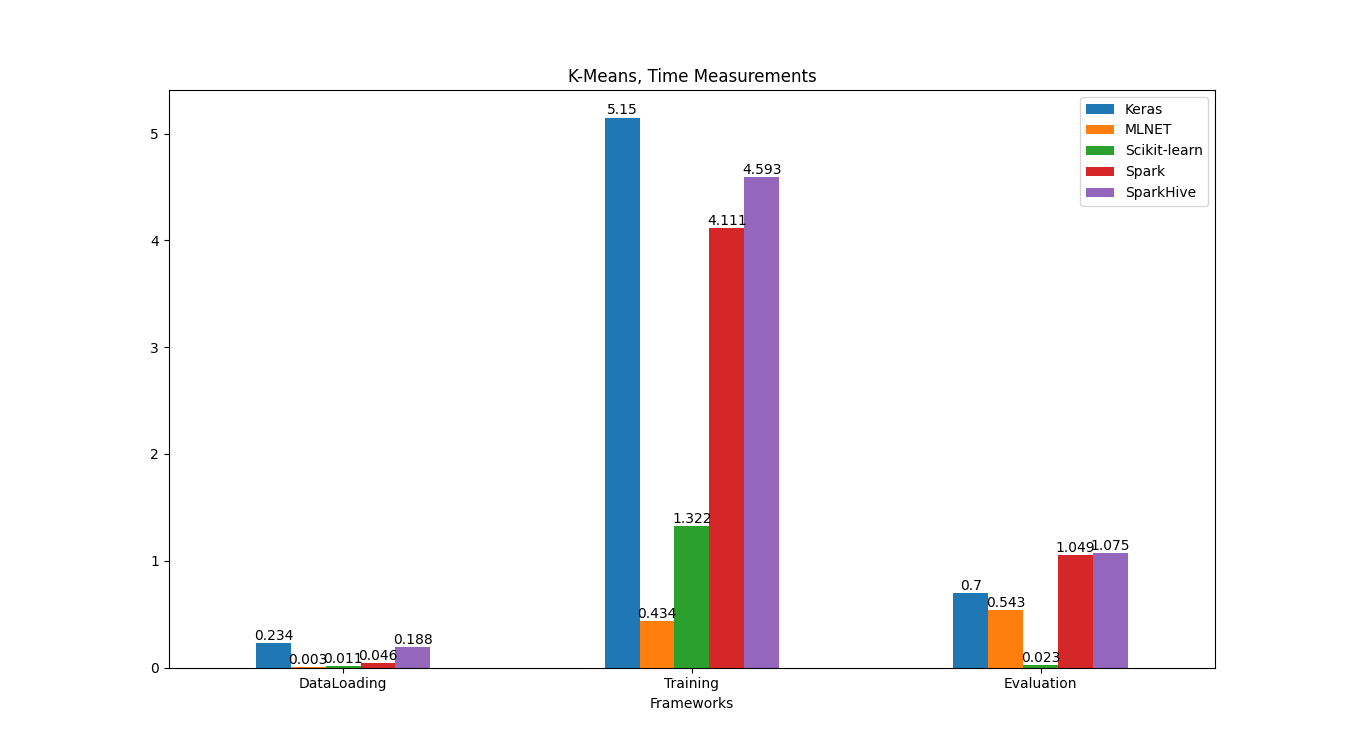 K-Means, Time Measurements
Keras
MLNET
Scikit-learn
Spark
SparkHive
5
4
3
2
1
0
0.234
0.003
0.011
0.046
0.188
5.15
0.434
1.322
4.111
4.593
0.7
0.543
0.023
1.049
1.075
DataLoading
Training
Evaluation
Frameworks